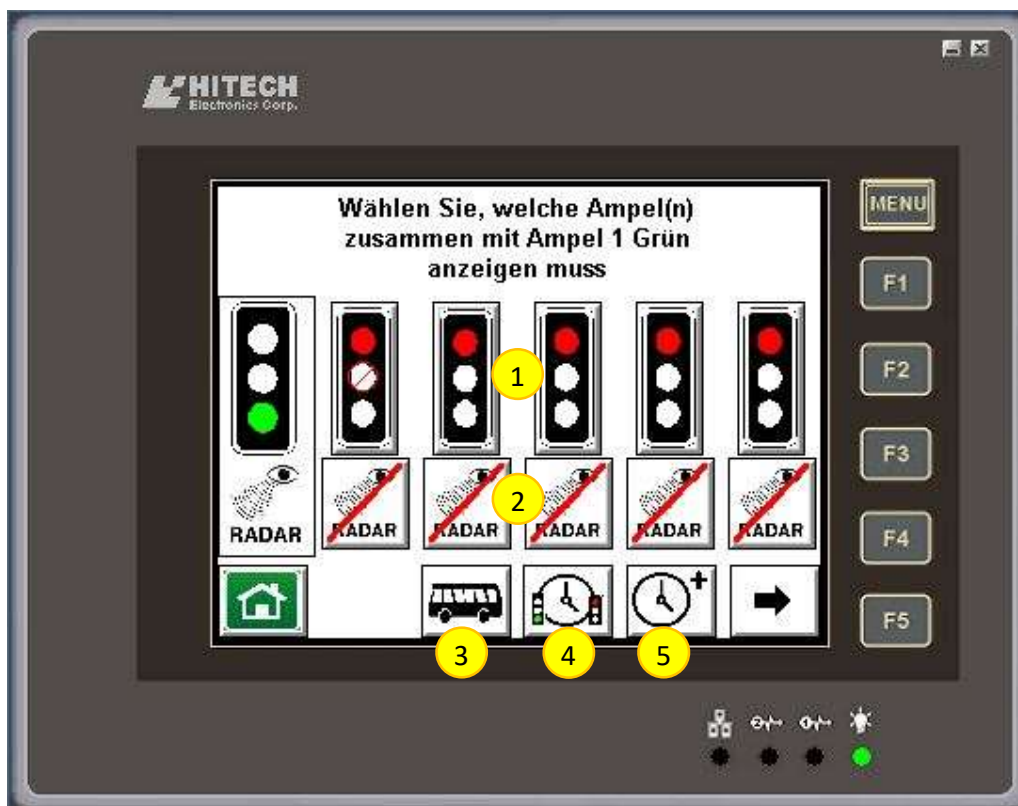 HITECH
Electronics Corp.
Wählen Sie, welche Ampel(n)
zusammen mit Ampel 1 Grün
anzeigen muss
MENU
F1
F2
F3
F4
F5
1
2
RADAR RADAR RADAR RADAR RADAR RADAR
+
3 4 5